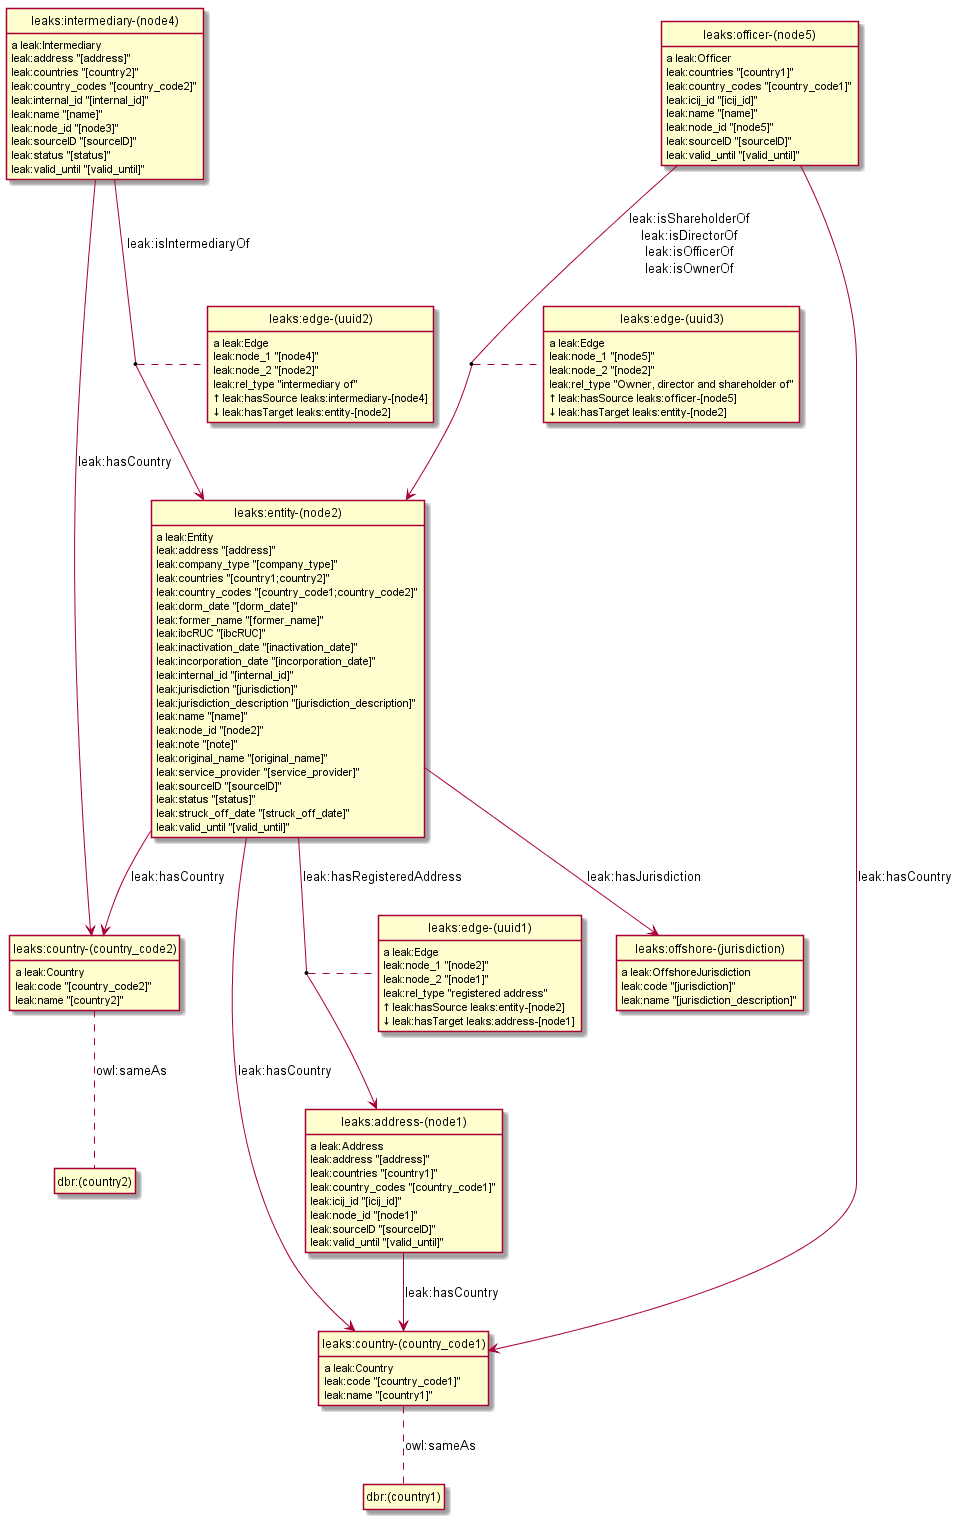 leaks:intermediary-(node4)
a leak:Intermediary
leak:address "[address]"
leak:countries "[country2]"
leak:country_codes "[country_code2]"
leak:internal_id "[internal_id]"
leak:name "[name]"
leak:node_id "[node3]"
leak:sourceID "[sourceID]"
leak:status "[status]"
leak:valid_until "[valid_until]"
leaks:officer-(node5)
a leak:Officer
leak:countries "[country1]"
leak:country_codes "[country_code1]"
leak:icij_id "[icij_id]"
leak:name "[name]"
leak:node_id "[node5]"
leak:sourceID "[sourceID]"
leak:valid_until "[valid_until]"
leak:isIntermediaryOf
leak:isShareholderOf
leak:isDirectorOf
leak:isOfficerOf
leak:isOwnerOf
leaks:edge-(uuid2)
a leak:Edge
leak:node_1 "[node4]"
leak:node_2 "[node2]"
leak:rel_type "intermediary of"
↑ leak:hasSource leaks:intermediary-[node4]
↓ leak:hasTarget leaks:entity-[node2]
leaks:edge-(uuid3)
a leak:Edge
leak:node_1 "[node5]"
leak:node_2 "[node2]"
leak:rel_type "Owner, director and shareholder of"
↑ leak:hasSource leaks:officer-[node5]
↓ leak:hasTarget leaks:entity-[node2]
leak:hasCountry
leaks:entity-(node2)
a leak:Entity
leak:address "[address]"
leak:company_type "[company_type]"
leak:countries "[country1;country2]"
leak:country_codes "[country_code1;country_code2]"
leak:dorm_date "[dorm_date]"
leak:former_name "[former_name]"
leak:ibcRUC "[ibcRUC]"
leak:inactivation_date "[inactivation_date]"
leak:incorporation_date "[incorporation_date]"
leak:internal_id "[internal_id]"
leak:jurisdiction "[jurisdiction]"
leak:jurisdiction_description "[jurisdiction_description]"
leak:name "[name]"
leak:node_id "[node2]"
leak:note "[note]"
leak:original_name "[original_name]"
leak:service_provider "[service_provider]"
leak:sourceID "[sourceID]"
leak:status "[status]"
leak:struck_off_date "[struck_off_date]"
leak:valid_until "[valid_until]"
leak:hasCountry
leak:hasRegisteredAddress
leak:hasJurisdiction
leak:hasCountry
leaks:country-(country_code2)
a leak:Country
leak:code "[country_code2]"
leak:name "[country2]"
leaks:edge-(uuid1)
a leak:Edge
leak:node_1 "[node2]"
leak:node_2 "[node1]"
leak:rel_type "registered address"
↑ leak:hasSource leaks:entity-[node2]
↓ leak:hasTarget leaks:address-[node1]
leaks:offshore-(jurisdiction)
a leak:OffshoreJurisdiction
leak:code "[jurisdiction]"
leak:name "[jurisdiction_description]"
owl:sameAs
leak:hasCountry
dbr:(country2)
leaks:address-(node1)
a leak:Address
leak:address "[address]"
leak:countries "[country1]"
leak:country_codes "[country_code1]"
leak:icij_id "[icij_id]"
leak:node_id "[node1]"
leak:sourceID "[sourceID]"
leak:valid_until "[valid_until]"
leak:hasCountry
leaks:country-(country_code1)
a leak:Country
leak:code "[country_code1]"
leak:name "[country1]"
owl:sameAs
dbr:(country1)